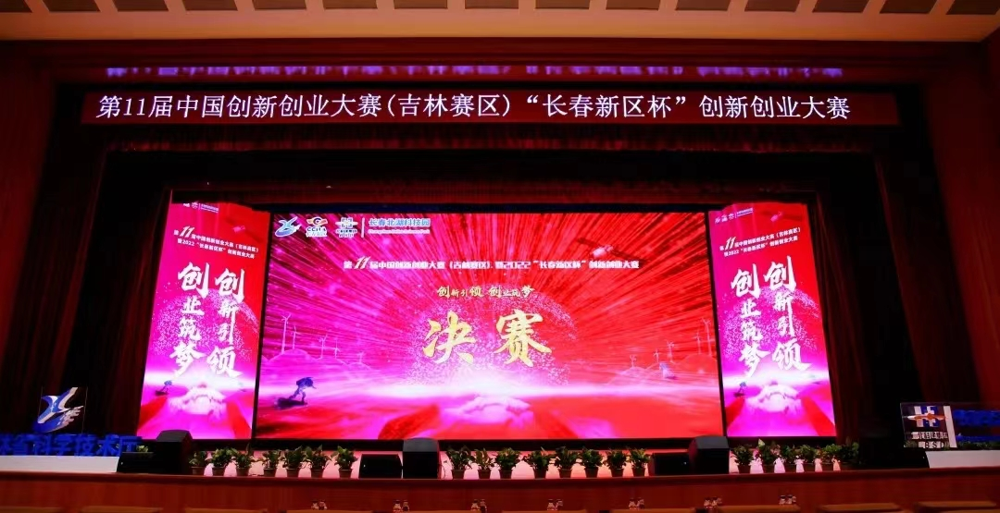 第11届中国创新创业大赛(吉林赛区)“长春新区�”创新创业大赛
第11届中国创新创业大赛（吉林赛区）
暨2022“长春新区杯”创新创业大赛
创新引领
创业筑梦
长春北湖科技园
第11届中国创新创业大赛（吉林赛区）暨2022“长春新区杯”创新创业大赛
创新引领 创业筑梦
决赛
第11届中国创新创业大赛（吉林赛区）
暨2022“长春新区杯”创新创业大赛
创新引领
创业筑梦
林省科学技术厅